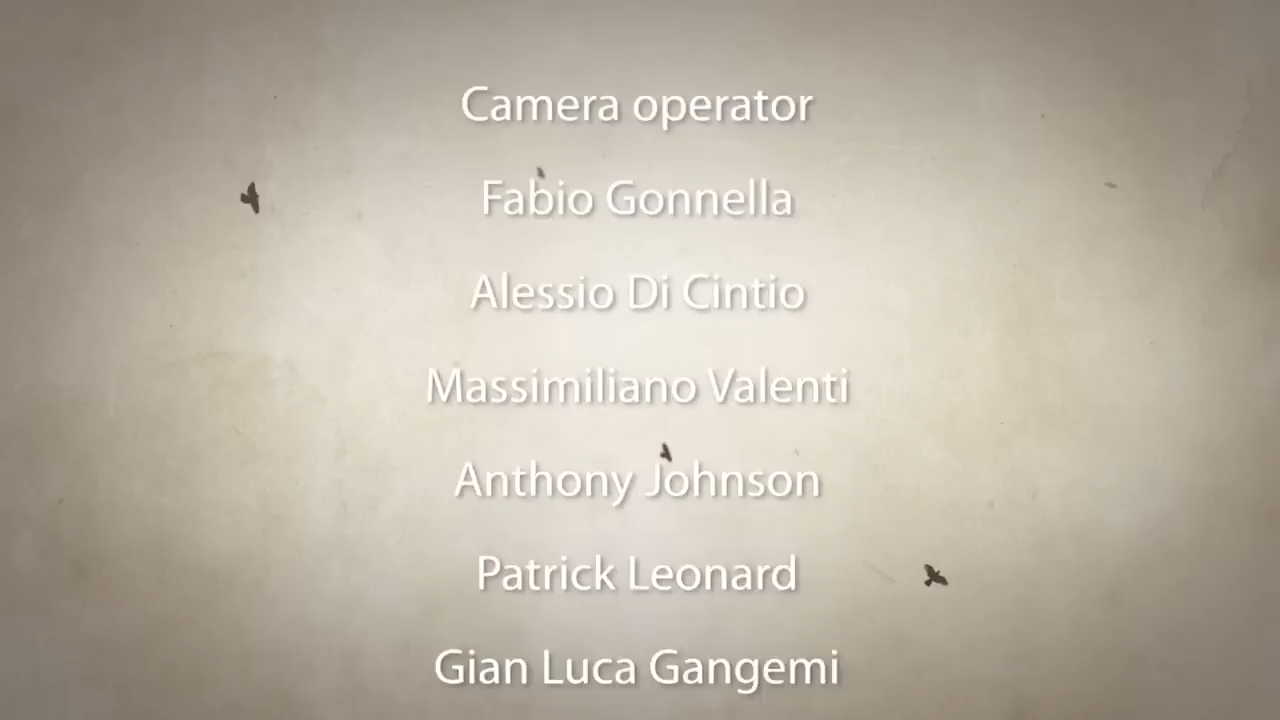 Camera operator
Fabio Gonnella
Alessio Di Cintio
Massimiliano Valenti
Anthony Johnson
Patrick Leonard
Gian Luca Gangemi